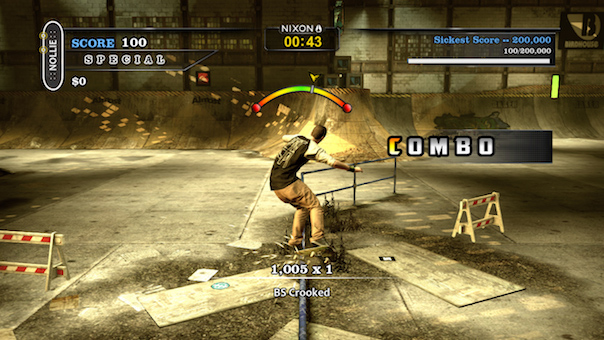 NOLLIE
SCORE 100
SPECIAL
$0
NIXON
00:43
Sickest Score -- 200,000
100/200,000
BIRDHOUSE
COMBO
1,005 x 1
BS Crooked